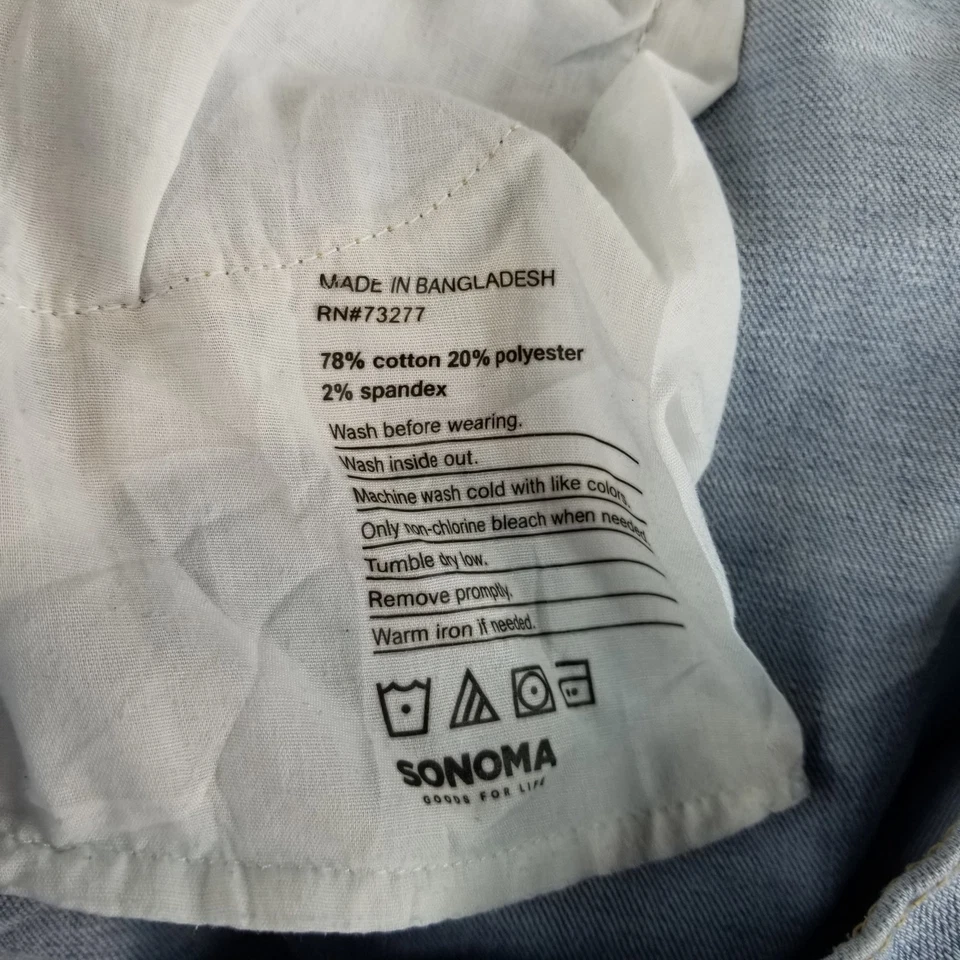 MADE IN BANGLADESH
RN#73277
78% cotton 20% polyester
2% spandex
Wash before wearing.
Wash inside out.
Machine wash cold with like colors.
Only non-chlorine bleach when needed.
Tumble dry low.
Remove promptly.
Warm iron if needed.
SONOMA
GOODS FOR LIFE